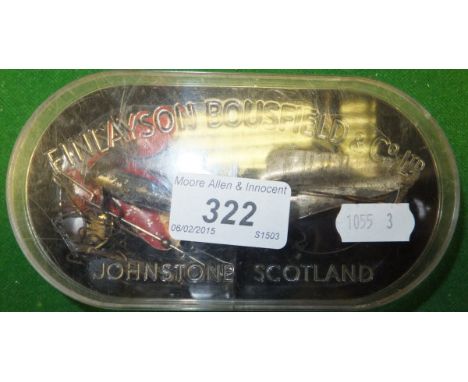 FINLAYSON BOUSFIELD & Co LTD
Moore Allen & Innocent
322
06/02/2015 S1503
1055 3
JOHNSTONE SCOTLAND